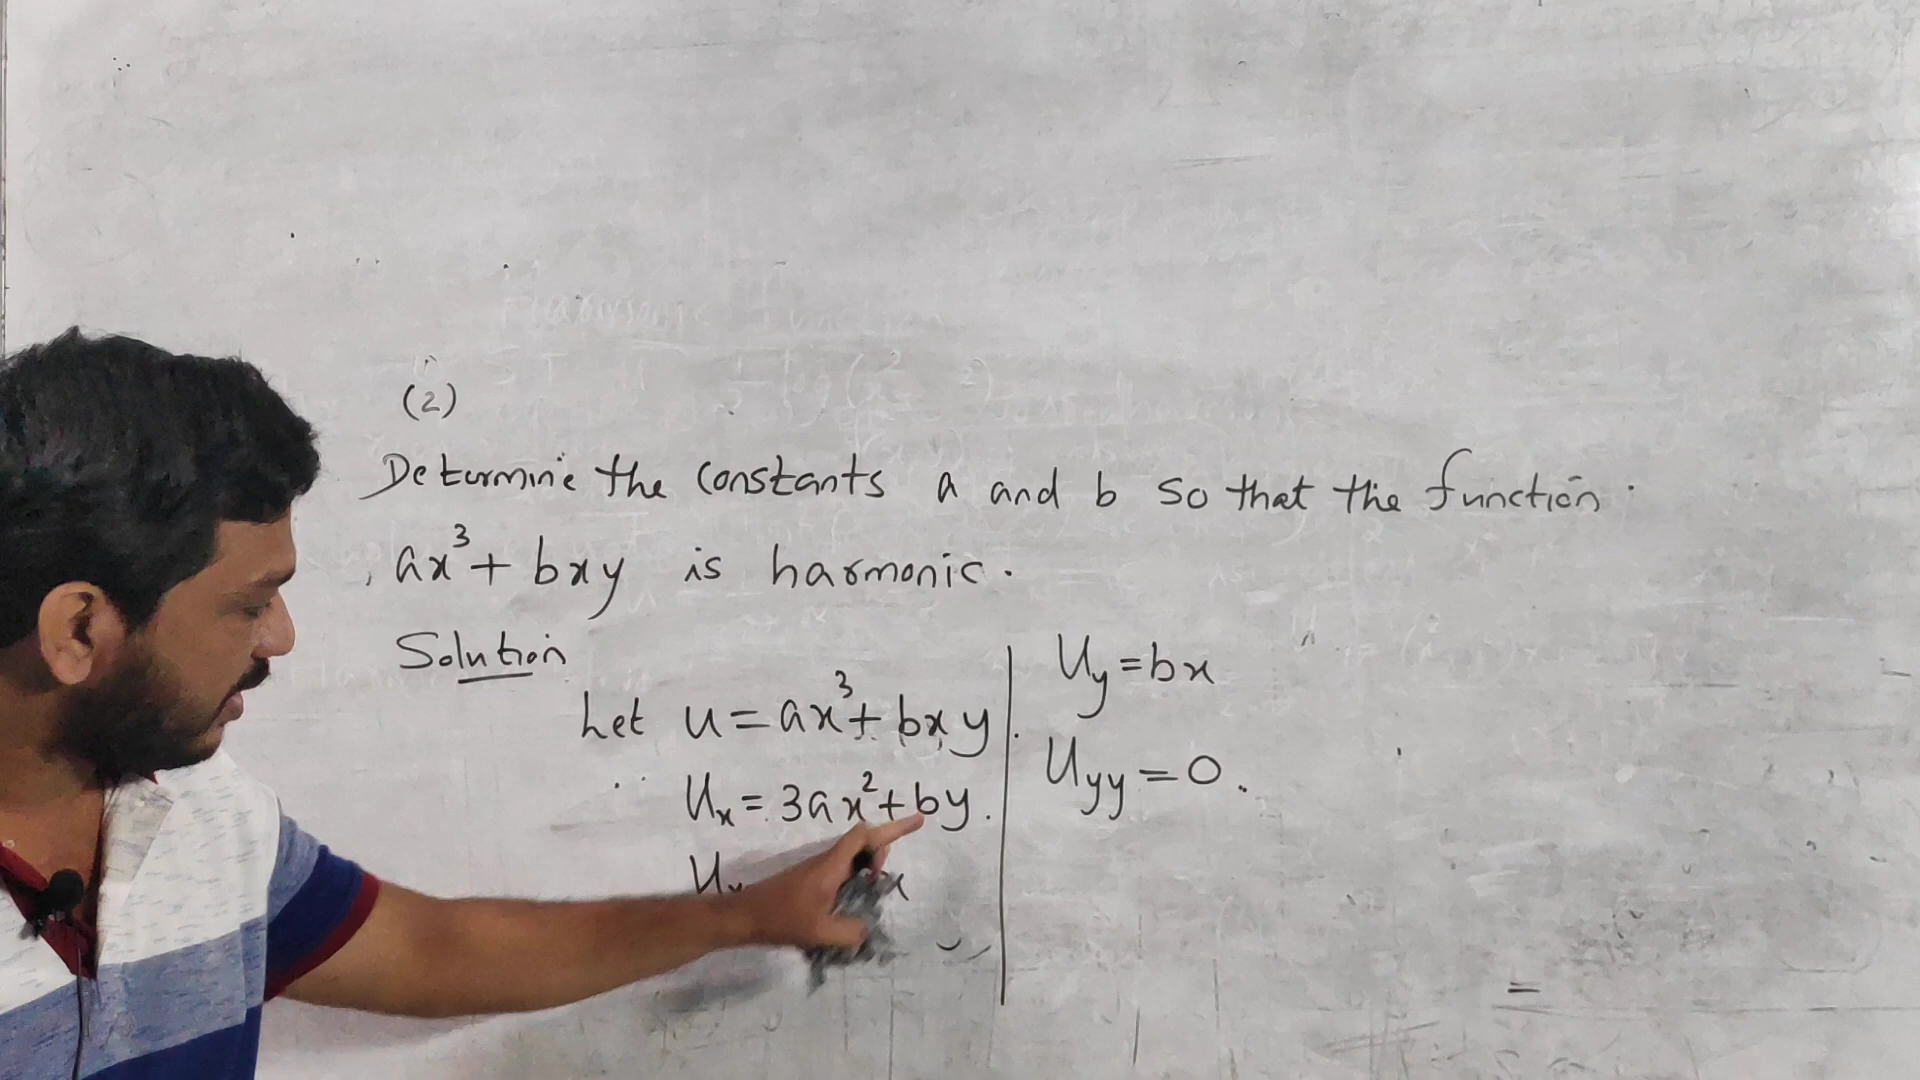 (2)
Determine the constants a and b so that the function.
ax³ + bxy is harmonic.
Solution
Let u = ax³ + bxy.
Ux = 3ax² + by.
Uy = bx
Uyy = 0.